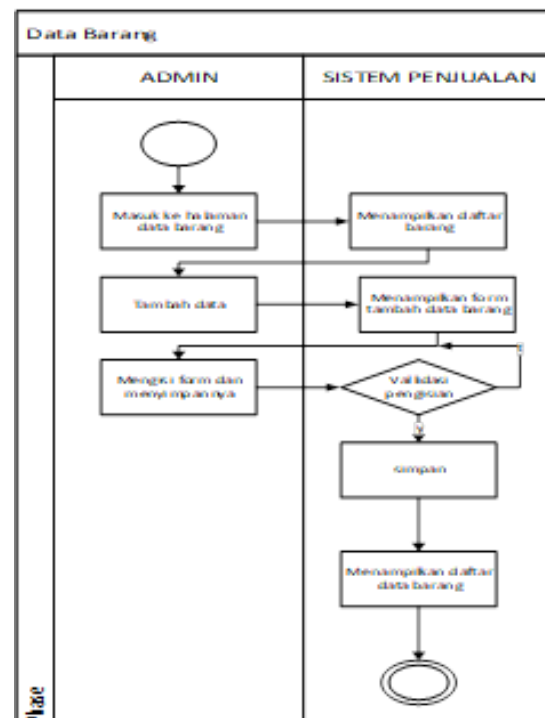 Data Barang
ADMIN
SISTEM PENJUALAN
Masuk ke halaman
data barang
Menampilkan daftar
barang
Tambah data
Menampilkan form
tambah data barang
Mengisi form dan
menyimpannya
Validasi
pengisian
t
y
simpan
Menampilkan daftar
data barang
Phase